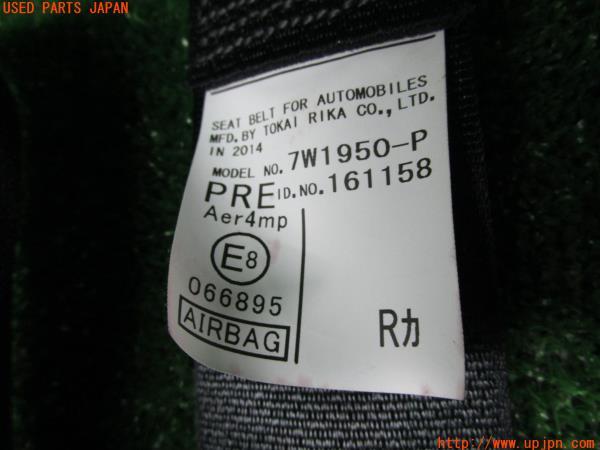 USED PARTS JAPAN
SEAT BELT FOR AUTOMOBILES
MFD. BY TOKAI RIKA CO., LTD.
IN 2014
MODEL NO. 7W1950-P
PRE ID.NO. 161158
Aer4mp
E8
066895
AIRBAG
Rカ
http://www.upjpn.com/